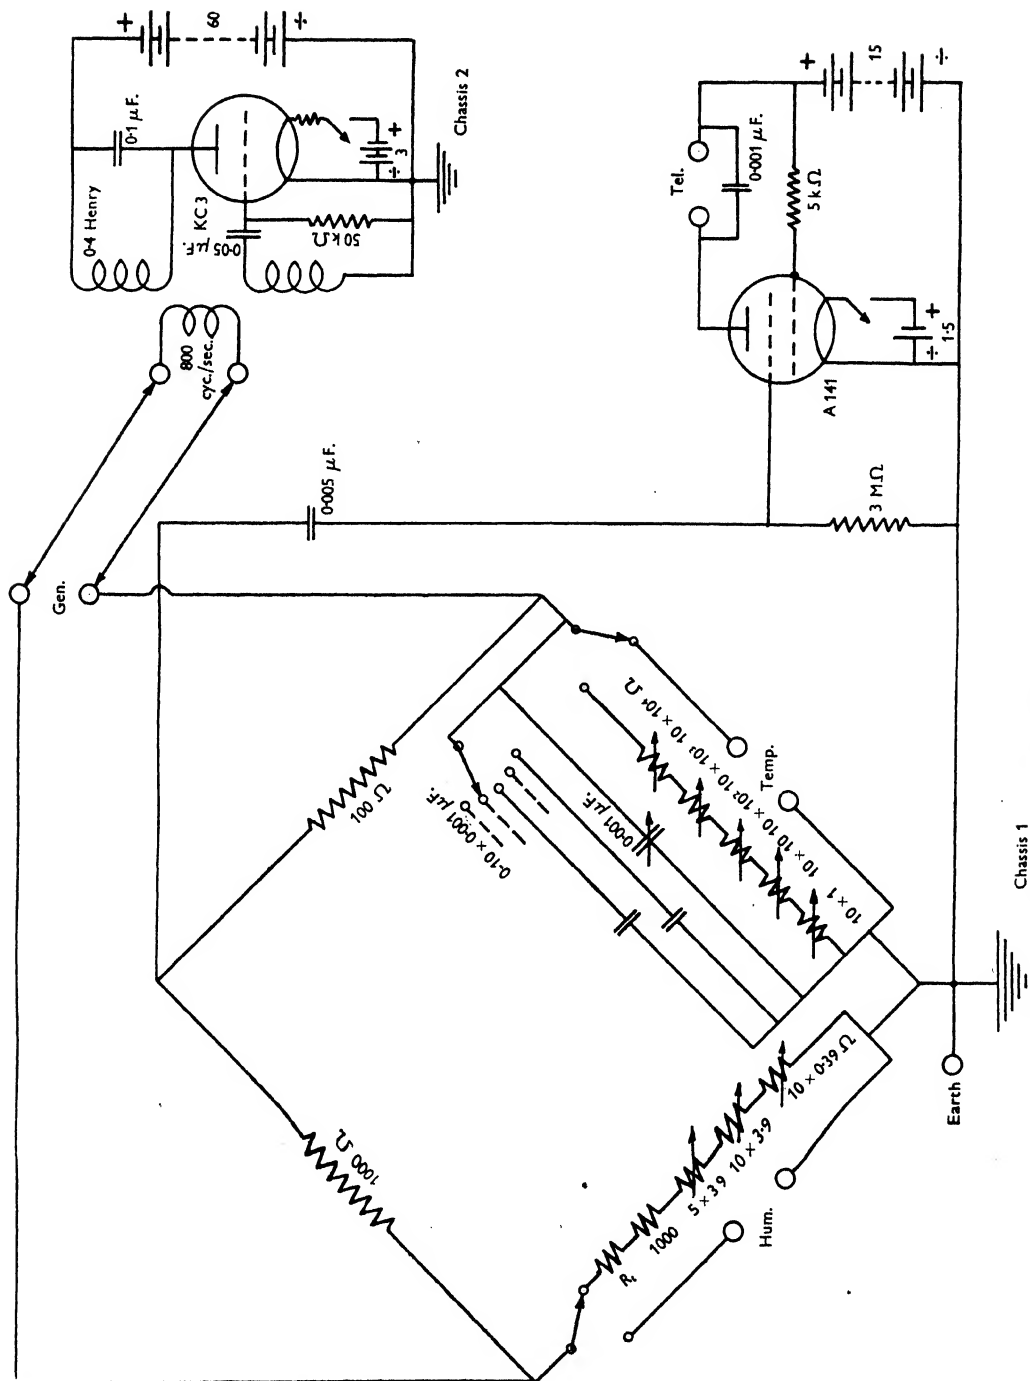 +
60
÷
0·1 μF.
0·4 Henry
KC 3
0·05 μF.
50 kΩ
÷ 3 +
Chassis 2
800
cyc./sec.
Gen.
0·005 μF.
Tel.
0·001 μF.
+
15
÷
5 kΩ
A 141
÷ 1·5 +
3 MΩ
100 Ω
1000 Ω
0-10 × 0·001 μF.
0·001 μF.
10 × 1 10 × 10 10 × 10² 10 × 10³ 10 × 10⁴ Ω
Temp.
Rₜ
1000
5 × 3·9
10 × 3·9
10 × 0·39 Ω
Hum.
Earth
Chassis 1